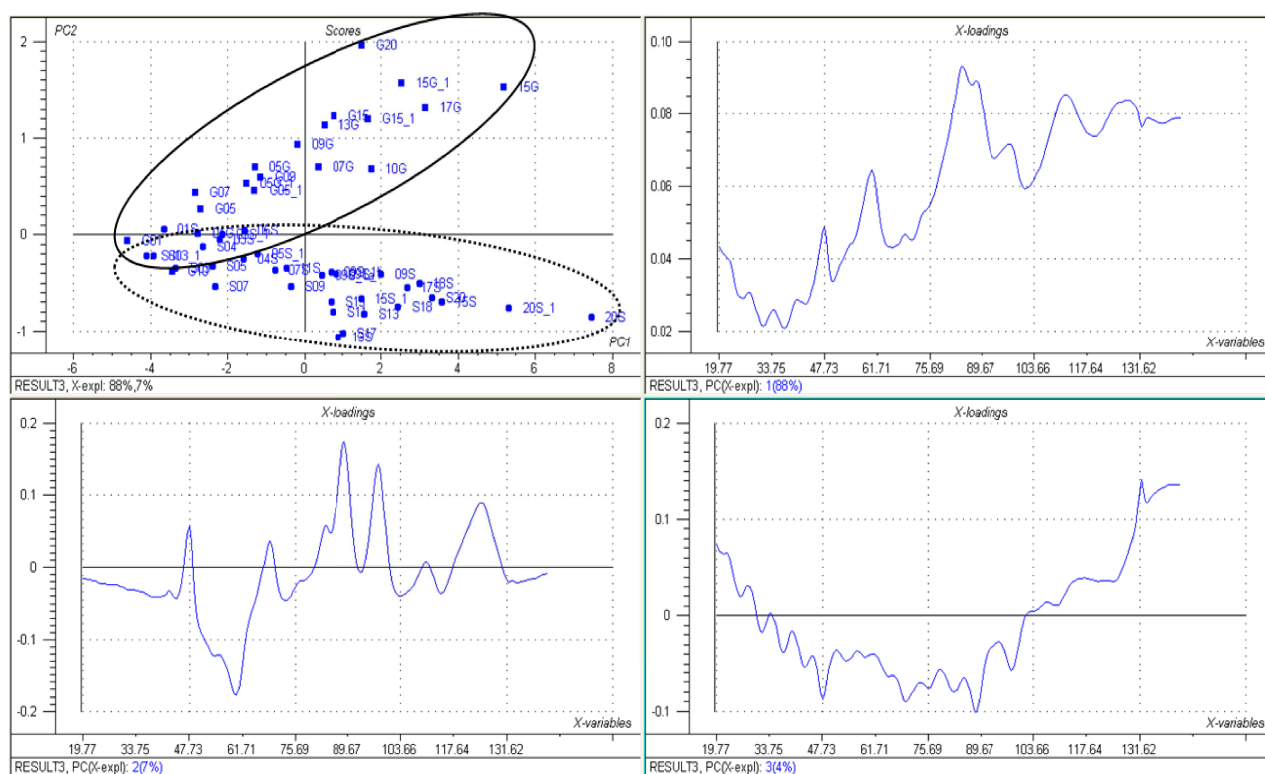 PC2 Scores
2
1
0
-1
G20
15G_1
15G
17G
G15
G15_1
13G
09G
05G
07G
10G
G09
G05_1
G07
G05
01S
G01
S04
S05
04S
07S
S07
S09
09S
18S
17S
S20
15S
15S_1
S18
S13
S17
13S
20S_1
20S
PC1
-6 -4 -2 0 2 4 6 8
RESULT3, X-expl: 88%,7%
X-loadings
0.10
0.08
0.06
0.04
0.02
X-variables
19.77 33.75 47.73 61.71 75.69 89.67 103.66 117.64 131.62
RESULT3, PC(X-expl): 1(88%)
X-loadings
0.2
0.1
0
-0.1
-0.2
X-variables
19.77 33.75 47.73 61.71 75.69 89.67 103.66 117.64 131.62
RESULT3, PC(X-expl): 2(7%)
X-loadings
0.2
0.1
0
-0.1
X-variables
19.77 33.75 47.73 61.71 75.69 89.67 103.66 117.64 131.62
RESULT3, PC(X-expl): 3(4%)